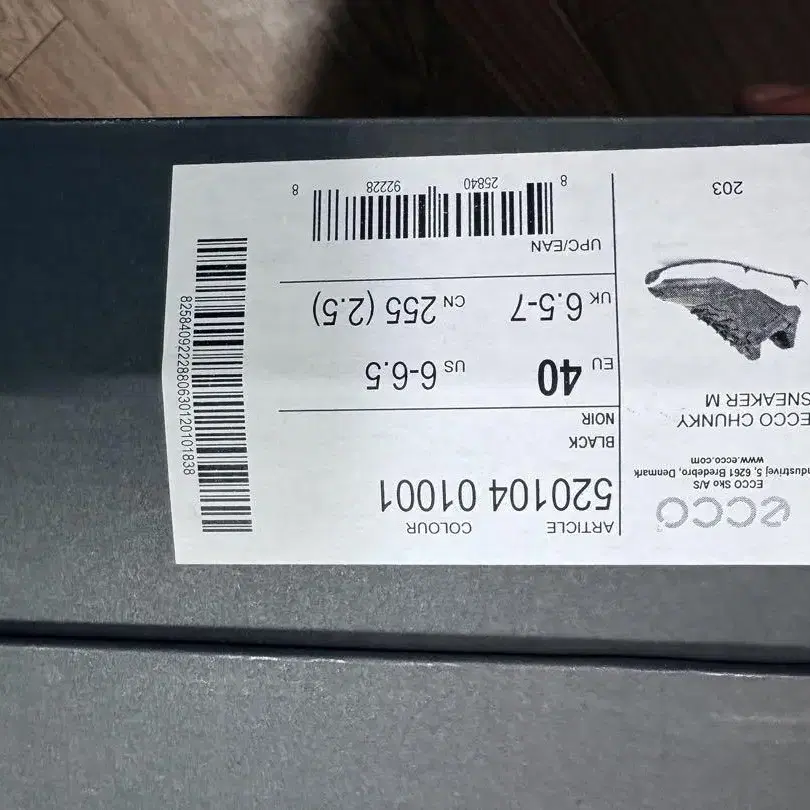 ecco
ECCO Sko A/S
ndustrivej 5, 6261 Bredebro, Denmark
www.ecco.com
ECCO CHUNKY
SNEAKER M
203
ARTICLE COLOUR
520104 01001
BLACK
NOIR
EU 40 US 6-6.5
UK 6.5-7 CN 255 (2.5)
UPC/EAN
8 25840 92228 8
8258409222880630120101838